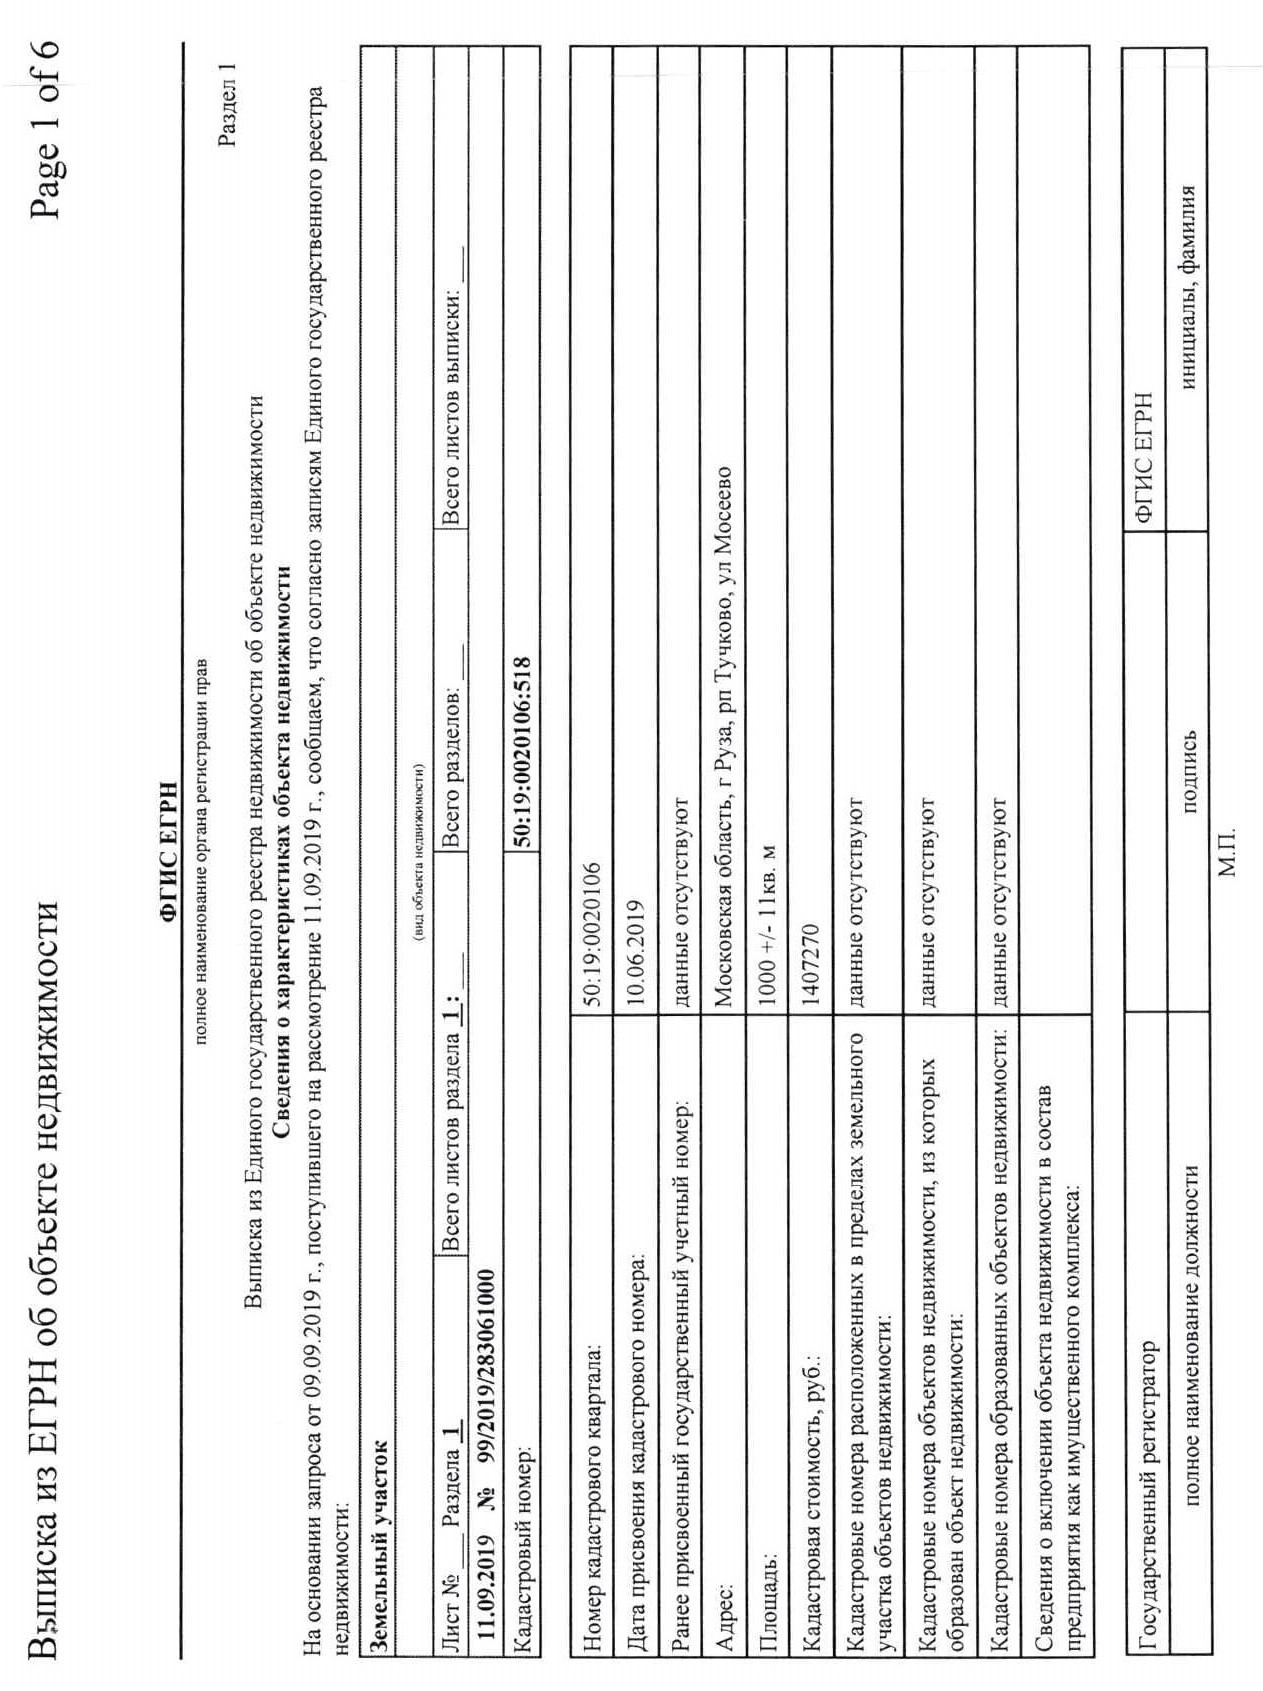 Выписка из ЕГРН об объекте недвижимости Page 1 of 6
ФГИС ЕГРН
полное наименование органа регистрации прав
Раздел 1
Выписка из Единого государственного реестра недвижимости об объекте недвижимости
Сведения о характеристиках объекта недвижимости
На основании запроса от 09.09.2019 г., поступившего на рассмотрение 11.09.2019 г., сообщаем, что согласно записям Единого государственного реестра
недвижимости:
Земельный участок
(вид объекта недвижимости)
Лист № ___ Раздела 1 Всего листов раздела 1 : ___ Всего разделов: ___ Всего листов выписки: ___
11.09.2019 № 99/2019/283061000
Кадастровый номер: 50:19:0020106:518
Номер кадастрового квартала: 50:19:0020106
Дата присвоения кадастрового номера: 10.06.2019
Ранее присвоенный государственный учетный номер: данные отсутствуют
Адрес: Московская область, г Руза, рп Тучково, ул Мосеево
Площадь: 1000 +/- 11кв. м
Кадастровая стоимость, руб.: 1407270
Кадастровые номера расположенных в пределах земельного данные отсутствуют
участка объектов недвижимости:
Кадастровые номера объектов недвижимости, из которых данные отсутствуют
образован объект недвижимости:
Кадастровые номера образованных объектов недвижимости: данные отсутствуют
Сведения о включении объекта недвижимости в состав
предприятия как имущественного комплекса:
Государственный регистратор ФГИС ЕГРН
полное наименование должности подпись инициалы, фамилия
М.П.